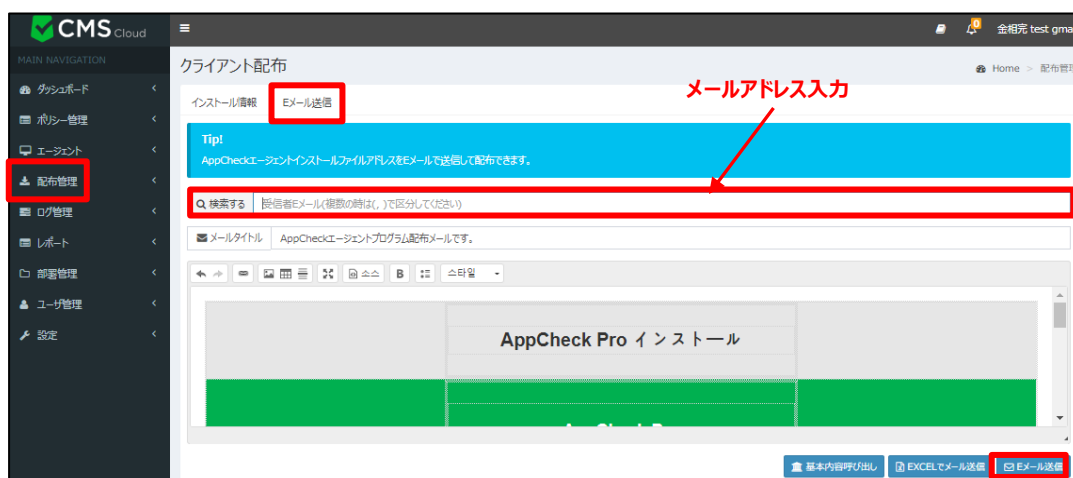 CMS Cloud
0
金相完 test gma
MAIN NAVIGATION
ダッシュボード
ポリシー管理
エージェント
配布管理
ログ管理
レポート
部署管理
ユーザ管理
設定
クライアント配布
Home > 配布管理
メールアドレス入力
インストール情報
Eメール送信
Tip!
AppCheckエージェントインストールファイルアドレスをEメールで送信して配布できます。
検索する
受信者Eメール(複数の時は(, )で区分してください)
メールタイトル
AppCheckエージェントプログラム配布メールです。
소스
B
스타일
AppCheck Pro インストール
基本内容呼び出し
EXCELでメール送信
Eメール送信